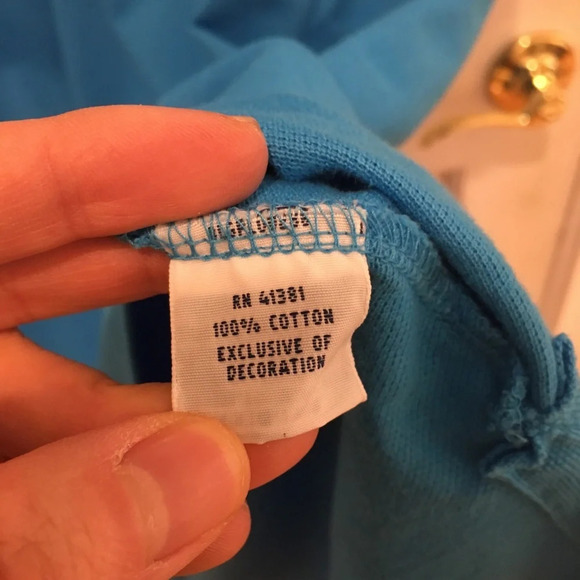 RN 41381
100% COTTON
EXCLUSIVE OF
DECORATION